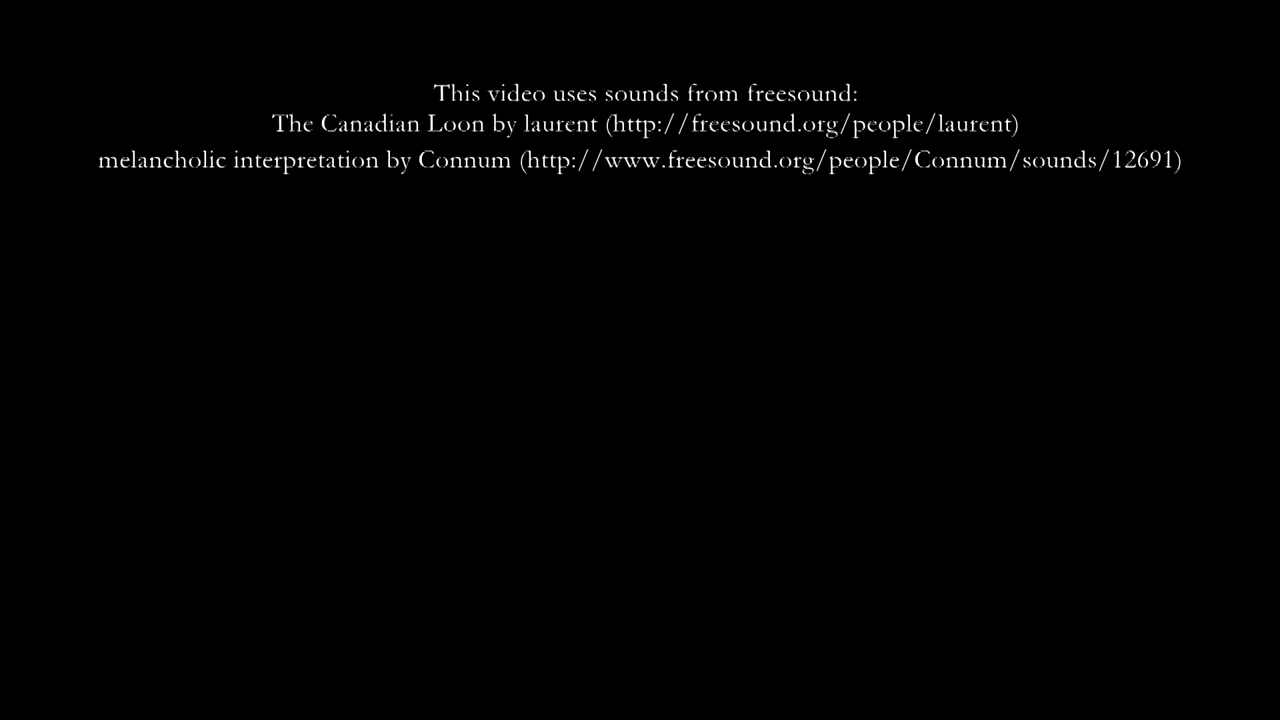 This video uses sounds from freesound:
The Canadian Loon by laurent (http://freesound.org/people/laurent)
melancholic interpretation by Connum (http://www.freesound.org/people/Connum/sounds/12691)